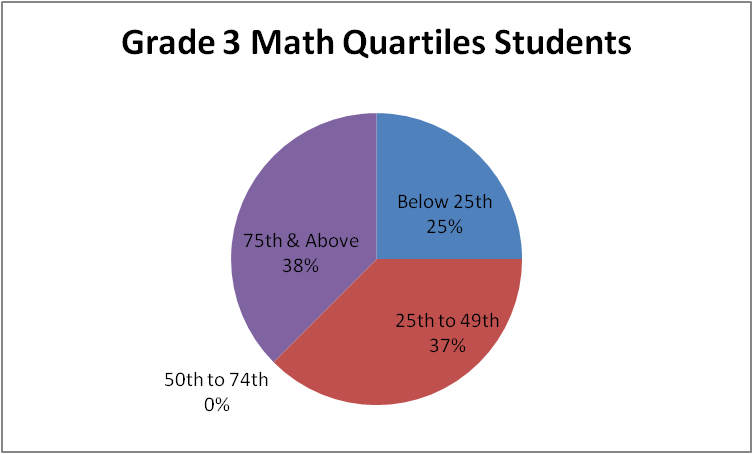 Grade 3 Math Quartiles Students
Below 25th
25%
75th & Above
38%
25th to 49th
37%
50th to 74th
0%